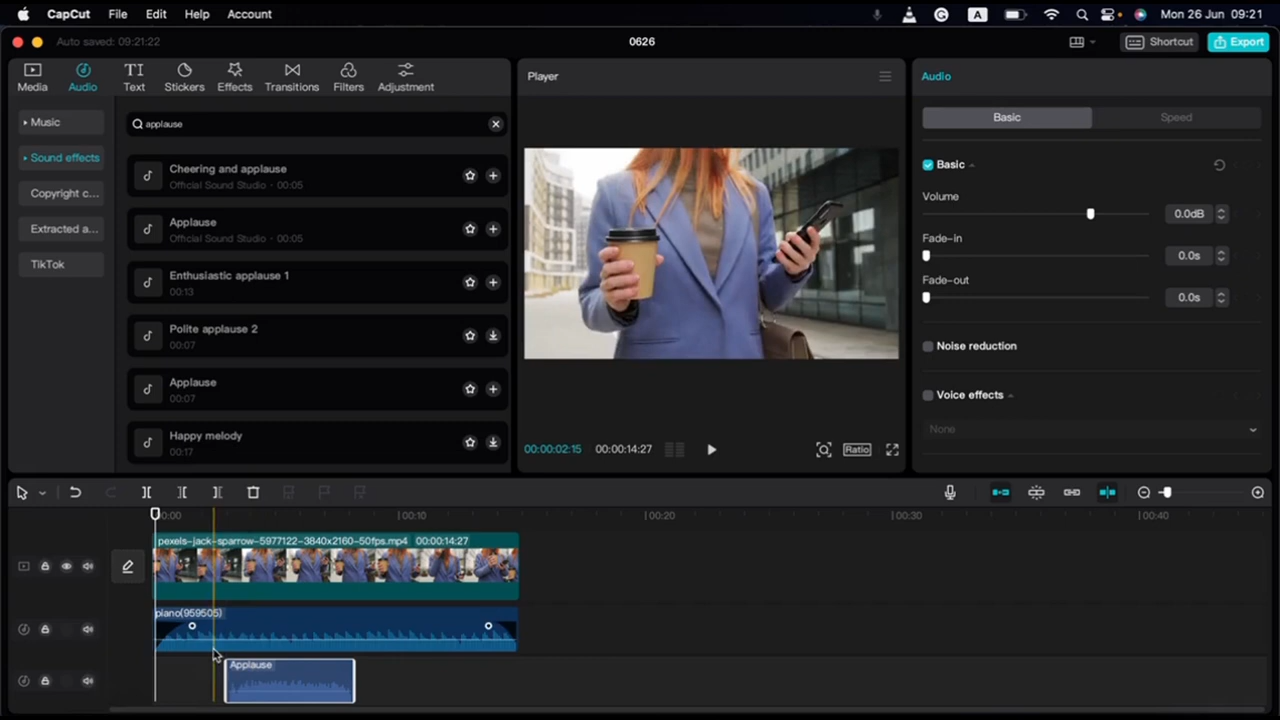 CapCut File Edit Help Account A Mon 26 Jun 09:21
Auto saved: 09:21:22 0626 Shortcut Export
Media Audio Text Stickers Effects Transitions Filters Adjustment
Music
Sound effects
Copyright c...
Extracted a...
TikTok
applause
Cheering and applause
Official Sound Studio · 00:05
Applause
Official Sound Studio · 00:05
Enthusiastic applause 1
00:13
Polite applause 2
00:07
Applause
00:07
Happy melody
00:17
Player
00:00:02:15 00:00:14:27 Ratio
Audio
Basic Speed
Basic
Volume 0.0dB
Fade-in 0.0s
Fade-out 0.0s
Noise reduction
Voice effects
None
00:10 00:20 00:30 00:40
pexels-jack-sparrow-5977122-3840x2160-50fps.mp4 00:00:14:27
piano(959505)
Applause